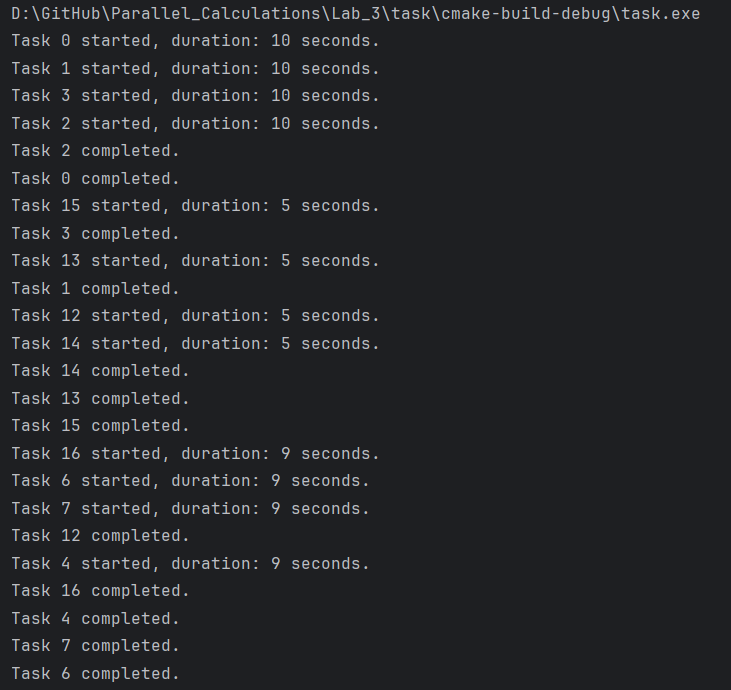 D:\GitHub\Parallel_Calculations\Lab_3\task\cmake-build-debug\task.exe
Task 0 started, duration: 10 seconds.
Task 1 started, duration: 10 seconds.
Task 3 started, duration: 10 seconds.
Task 2 started, duration: 10 seconds.
Task 2 completed.
Task 0 completed.
Task 15 started, duration: 5 seconds.
Task 3 completed.
Task 13 started, duration: 5 seconds.
Task 1 completed.
Task 12 started, duration: 5 seconds.
Task 14 started, duration: 5 seconds.
Task 14 completed.
Task 13 completed.
Task 15 completed.
Task 16 started, duration: 9 seconds.
Task 6 started, duration: 9 seconds.
Task 7 started, duration: 9 seconds.
Task 12 completed.
Task 4 started, duration: 9 seconds.
Task 16 completed.
Task 4 completed.
Task 7 completed.
Task 6 completed.